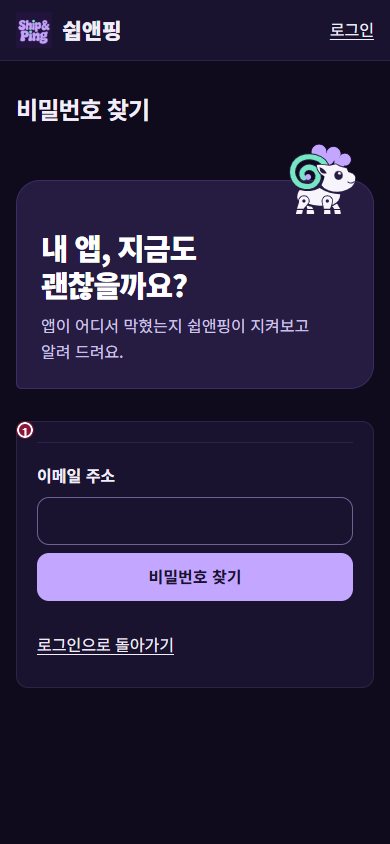 Ship&
Ping
쉽앤핑
로그인
비밀번호 찾기
내 앱, 지금도
괜찮을까요?
앱이 어디서 막혔는지 쉽앤핑이 지켜보고
알려 드려요.
1
이메일 주소
비밀번호 찾기
로그인으로 돌아가기